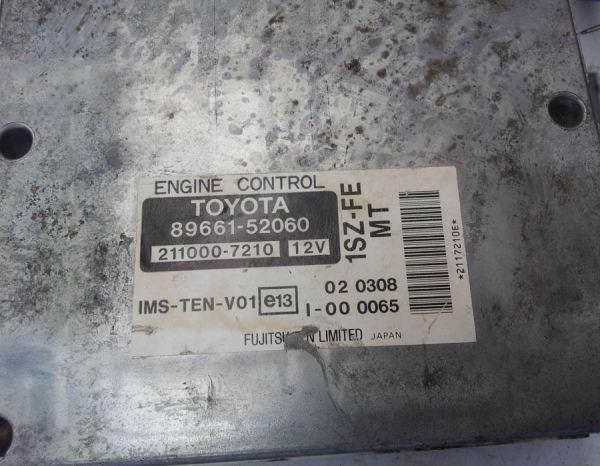 ENGINE CONTROL
TOYOTA
89661-52060
211000-7210 12V
1SZ-FE
MT
*2117210E*
IMS-TEN-V01 e13 02 0308
I-00 0065
LIMITED JAPAN